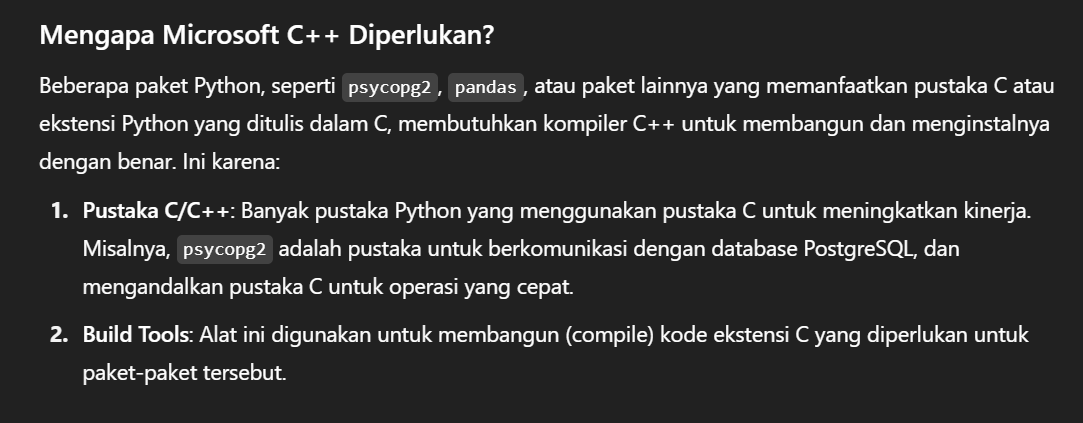 Mengapa Microsoft C++ Diperlukan?
Beberapa paket Python, seperti psycopg2, pandas, atau paket lainnya yang memanfaatkan pustaka C atau
ekstensi Python yang ditulis dalam C, membutuhkan kompiler C++ untuk membangun dan menginstalnya
dengan benar. Ini karena:
1. Pustaka C/C++: Banyak pustaka Python yang menggunakan pustaka C untuk meningkatkan kinerja.
Misalnya, psycopg2 adalah pustaka untuk berkomunikasi dengan database PostgreSQL, dan
mengandalkan pustaka C untuk operasi yang cepat.
2. Build Tools: Alat ini digunakan untuk membangun (compile) kode ekstensi C yang diperlukan untuk
paket-paket tersebut.